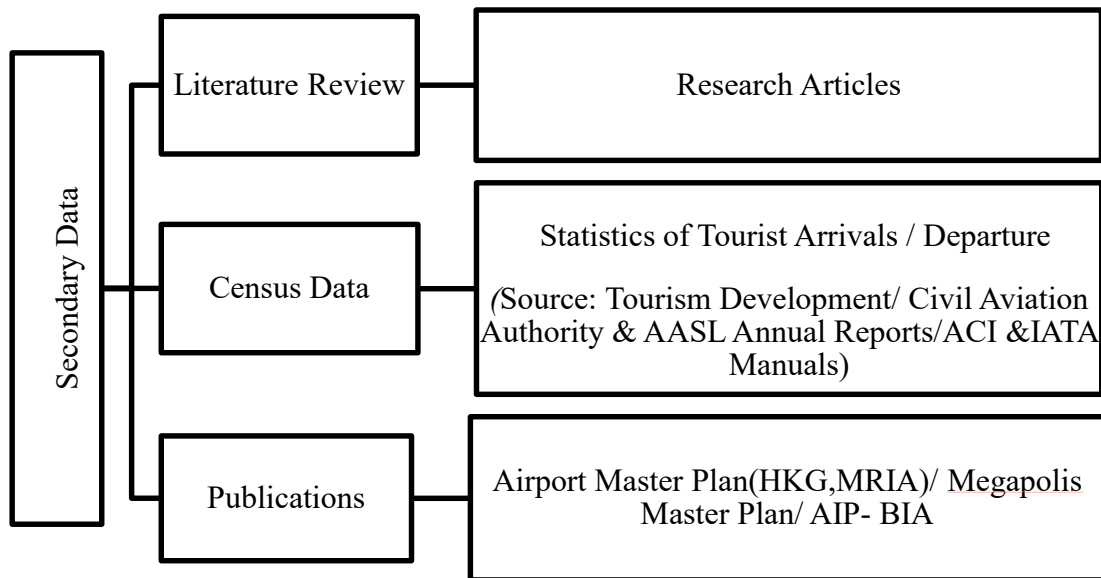 Secondary Data
Literature Review
Research Articles
Census Data
Statistics of Tourist Arrivals / Departure
(Source: Tourism Development/ Civil Aviation
Authority & AASL Annual Reports/ACI &IATA
Manuals)
Publications
Airport Master Plan(HKG,MRIA)/ Megapolis
Master Plan/ AIP- BIA